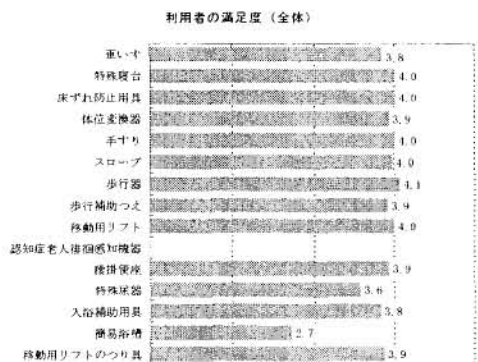 利用者の満足度（全体）
車いす 3.8
特殊寝台 4.0
床ずれ防止用具 4.0
体位変換器 3.9
手すり 4.0
スロープ 4.0
歩行器 4.1
歩行補助つえ 3.9
移動用リフト 4.0
認知症老人徘徊感知機器
腰掛便座 3.9
特殊尿器 3.6
入浴補助用具 3.8
簡易浴槽 2.7
移動用リフトのつり具 3.9